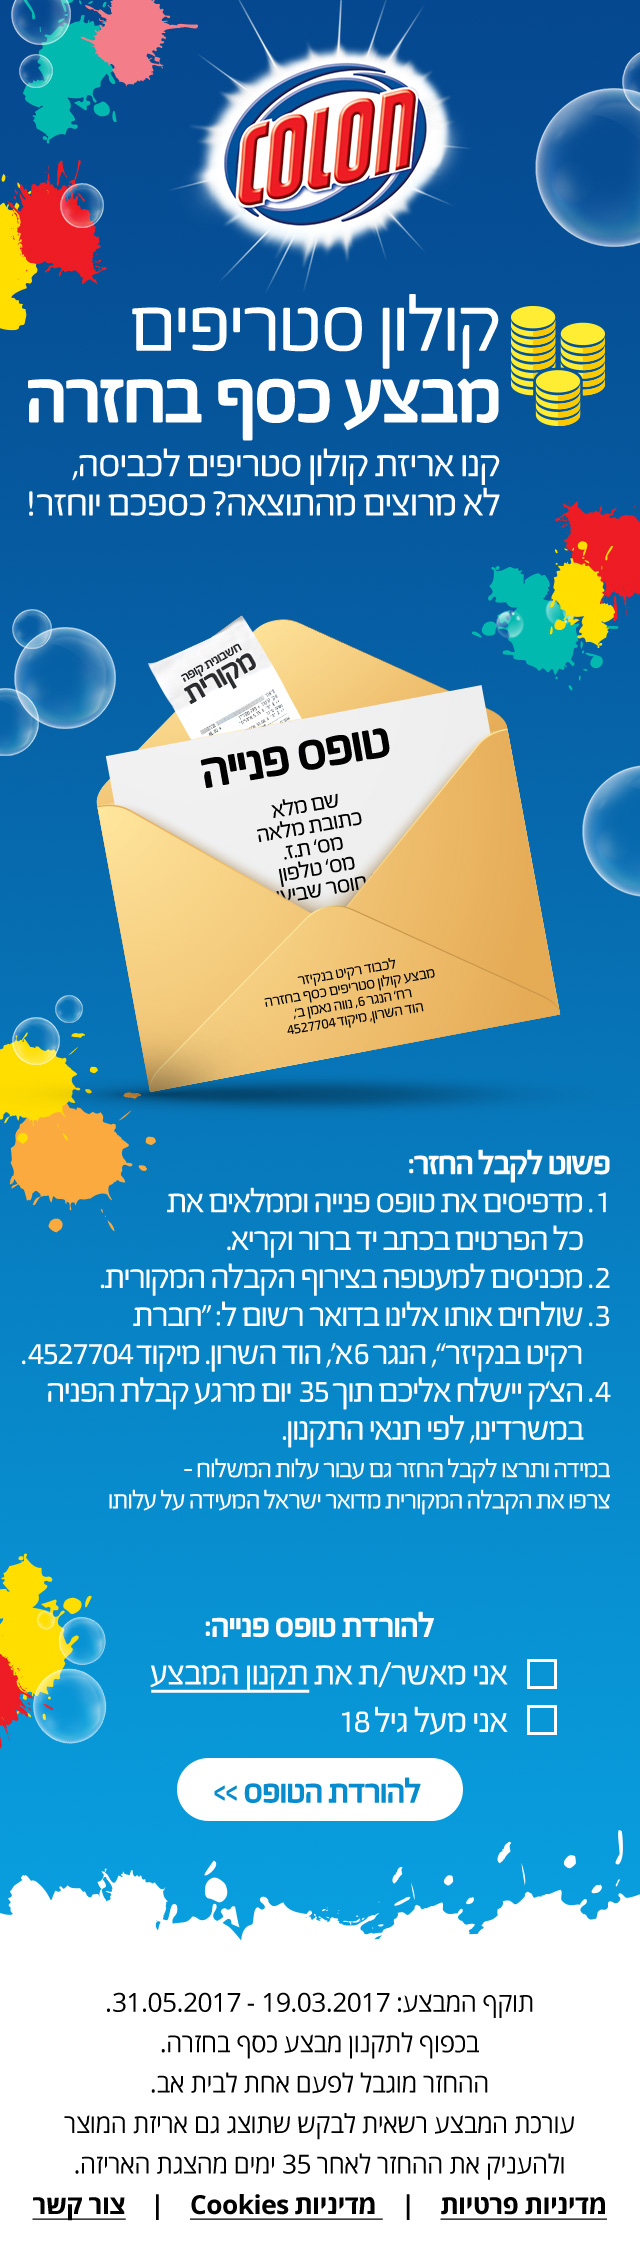 COLON
קולון סטריפים
מבצע כסף בחזרה
קנו אריזת קולון סטריפים לכביסה,
לא מרוצים מהתוצאה? כספכם יוחזר!
חשבונית קופה
מקורית
טופס פנייה
שם מלא
כתובת מלאה
מס' ת.ז.
מס' טלפון
חוסר שביעו
לכבוד רקיט בנקיזר
מבצע קולון סטריפים כסף בחזרה
רח' הנגר 6, נווה נאמן ב',
הוד השרון, מיקוד 4527704
פשוט לקבל החזר:
1. מדפיסים את טופס פנייה וממלאים את
כל הפרטים בכתב יד ברור וקריא.
2. מכניסים למעטפה בצירוף הקבלה המקורית.
3. שולחים אותו אלינו בדואר רשום ל: "חברת
רקיט בנקיזר", הנגר 6א', הוד השרון. מיקוד 4527704.
4. הצ'ק יישלח אליכם תוך 35 יום מרגע קבלת הפניה
במשרדינו, לפי תנאי התקנון.
במידה ותרצו לקבל החזר גם עבור עלות המשלוח –
צרפו את הקבלה המקורית מדואר ישראל המעידה על עלותו
להורדת טופס פנייה:
אני מאשר/ת את תקנון המבצע
אני מעל גיל 18
להורדת הטופס >>
תוקף המבצע: 19.03.2017 - 31.05.2017.
בכפוף לתקנון מבצע כסף בחזרה.
ההחזר מוגבל לפעם אחת לבית אב.
עורכת המבצע רשאית לבקש שתוצג גם אריזת המוצר
ולהעניק את ההחזר לאחר 35 ימים מהצגת האריזה.
מדיניות פרטיות | מדיניות Cookies | צור קשר